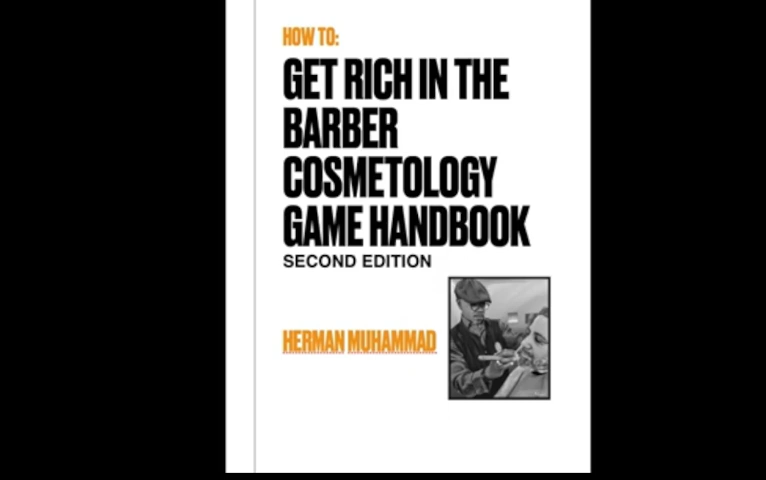 HOW TO:
GET RICH IN THE
BARBER
COSMETOLOGY
GAME HANDBOOK
SECOND EDITION
HERMAN MUHAMMAD